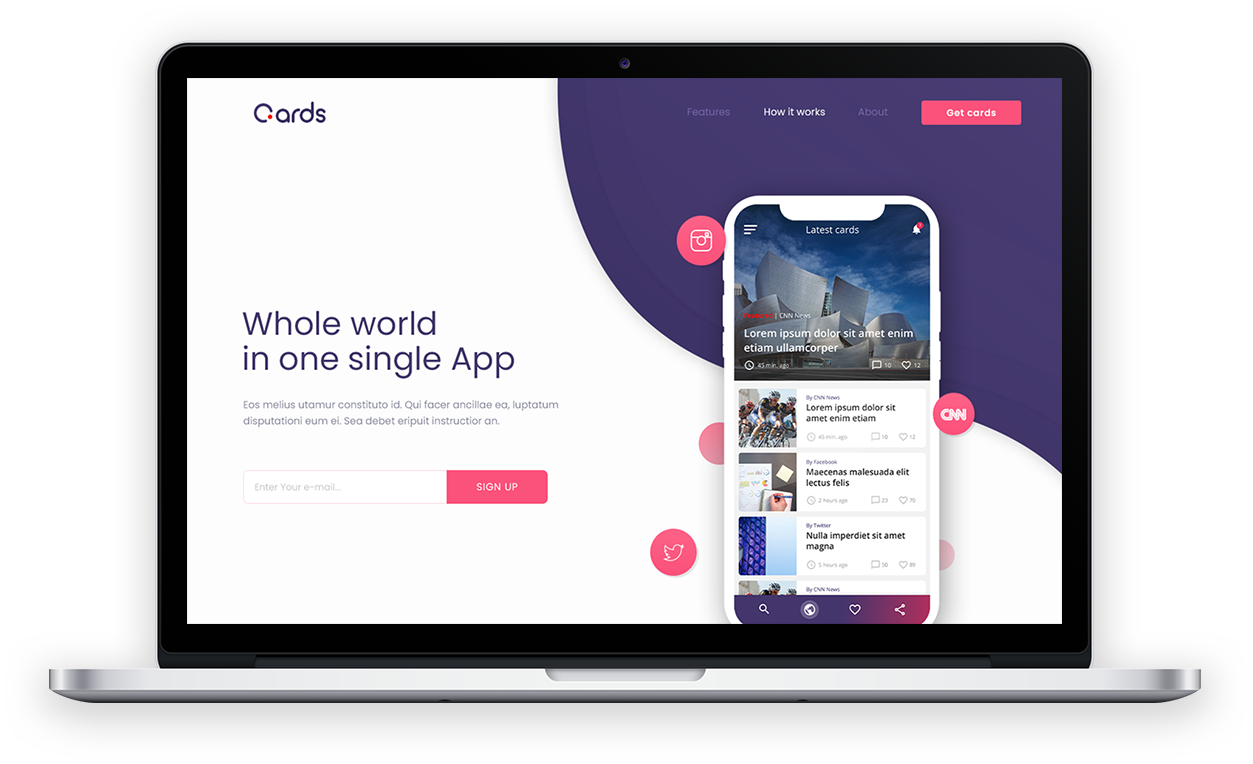 Cards
Features
How it works
About
Get cards
Whole world
in one single App
Eos melius utamur constituto id. Qui facer ancillae ea, luptatum
disputationi eum ei. Sea debet eripuit instructior an.
Enter Your e-mail...
SIGN UP
Latest cards
| CNN News
Lorem ipsum dolor sit amet enim
etiam ullamcorper
45 min. ago
10
12
CNN
By CNN News
Lorem ipsum dolor sit
amet enim etiam
45 min. ago
10
12
By Facebook
Maecenas malesuada elit
lectus felis
2 hours ago
23
70
By Twitter
Nulla imperdiet sit amet
magna
5 hours ago
50
89
By CNN News